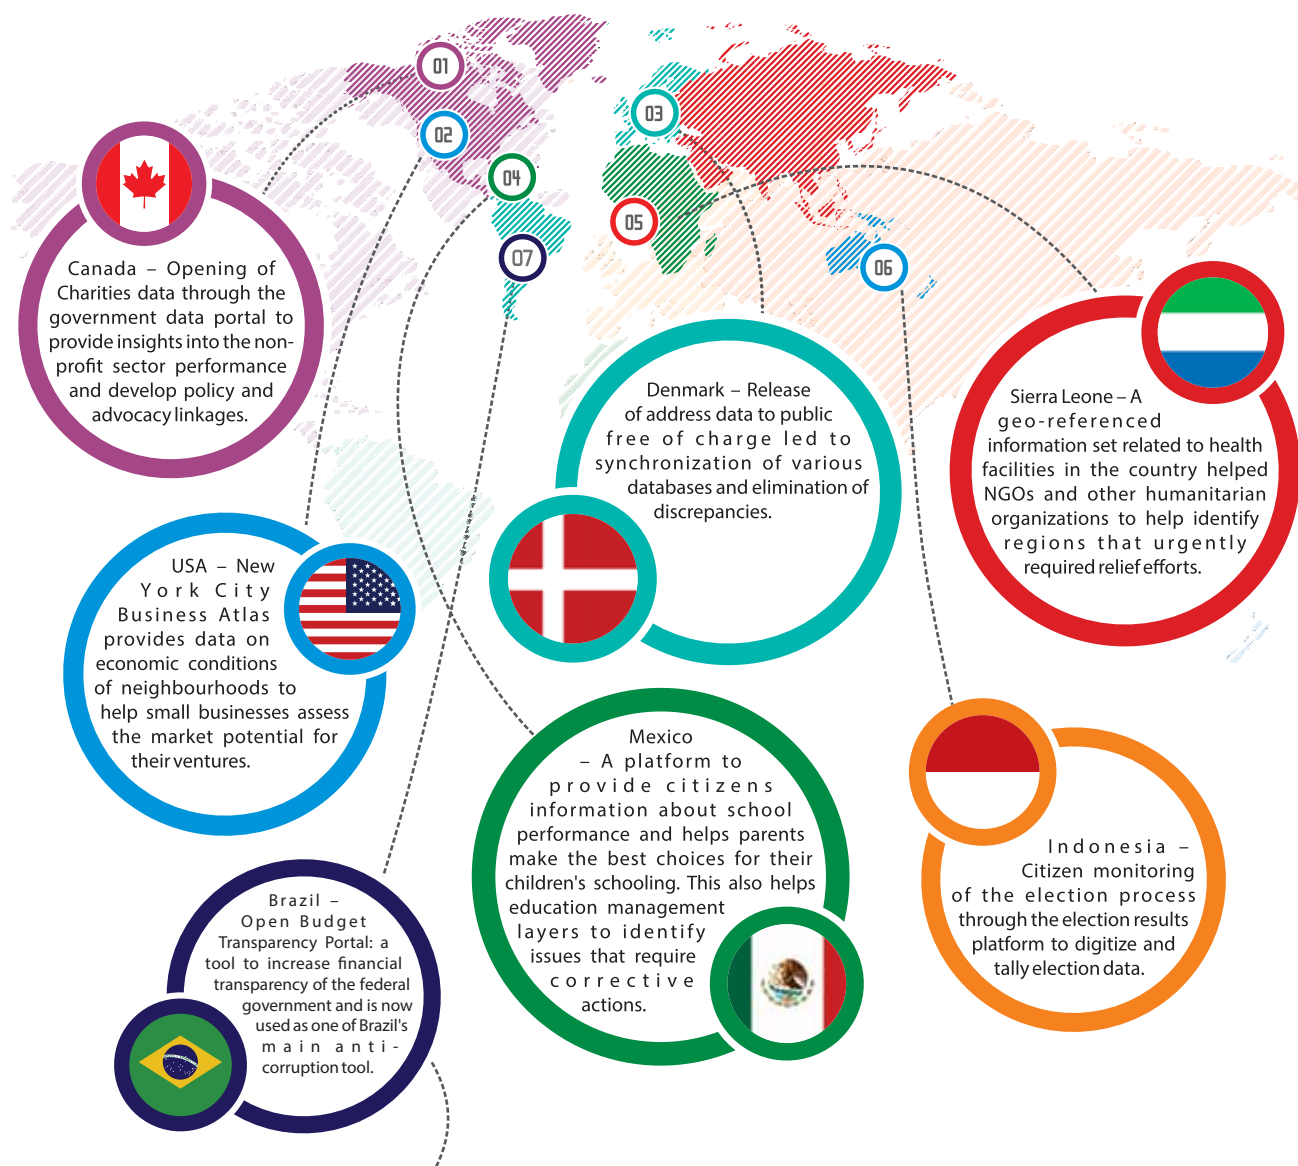 01
02
03
04
05
06
07
Canada – Opening of
Charities data through the
government data portal to
provide insights into the non-
profit sector performance
and develop policy and
advocacy linkages.
USA – New
York City
Business Atlas
provides data on
economic conditions
of neighbourhoods to
help small businesses assess
the market potential for
their ventures.
Denmark – Release
of address data to public
free of charge led to
synchronization of various
databases and elimination of
discrepancies.
Mexico
– A platform to
provide citizens
information about school
performance and helps parents
make the best choices for their
children's schooling. This also helps
education management
layers to identify
issues that require
corrective
actions.
Sierra Leone – A
geo-referenced
information set related to health
facilities in the country helped
NGOs and other humanitarian
organizations to help identify
regions that urgently
required relief efforts.
Indonesia –
Citizen monitoring
of the election process
through the election results
platform to digitize and
tally election data.
Brazil –
Open Budget
Transparency Portal: a
tool to increase financial
transparency of the federal
government and is now
used as one of Brazil's
main anti-
corruption tool.